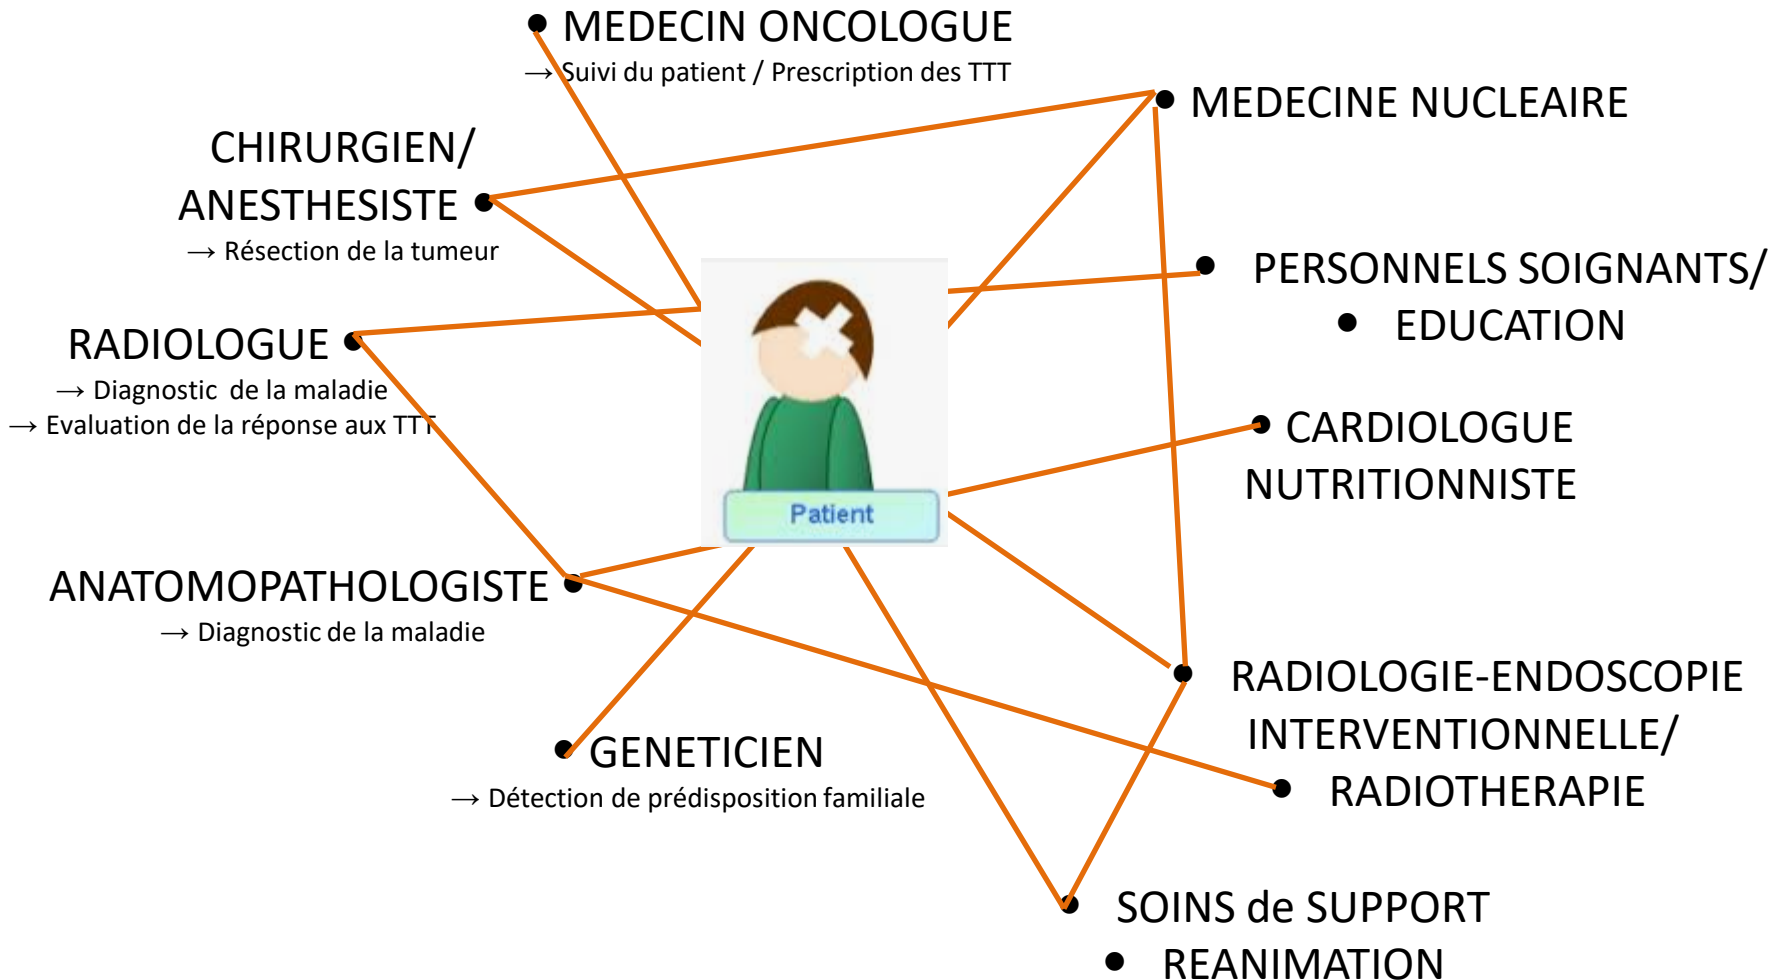 • MEDECIN ONCOLOGUE
→ Suivi du patient / Prescription des TTT
• MEDECINE NUCLEAIRE
CHIRURGIEN/
ANESTHESISTE •
→ Résection de la tumeur
• PERSONNELS SOIGNANTS/
• EDUCATION
RADIOLOGUE •
→ Diagnostic de la maladie
→ Evaluation de la réponse aux TTT
• CARDIOLOGUE
NUTRITIONNISTE
Patient
ANATOMOPATHOLOGISTE •
→ Diagnostic de la maladie
• RADIOLOGIE-ENDOSCOPIE
INTERVENTIONNELLE/
• RADIOTHERAPIE
• GENETICIEN
→ Détection de prédisposition familiale
• SOINS de SUPPORT
• REANIMATION